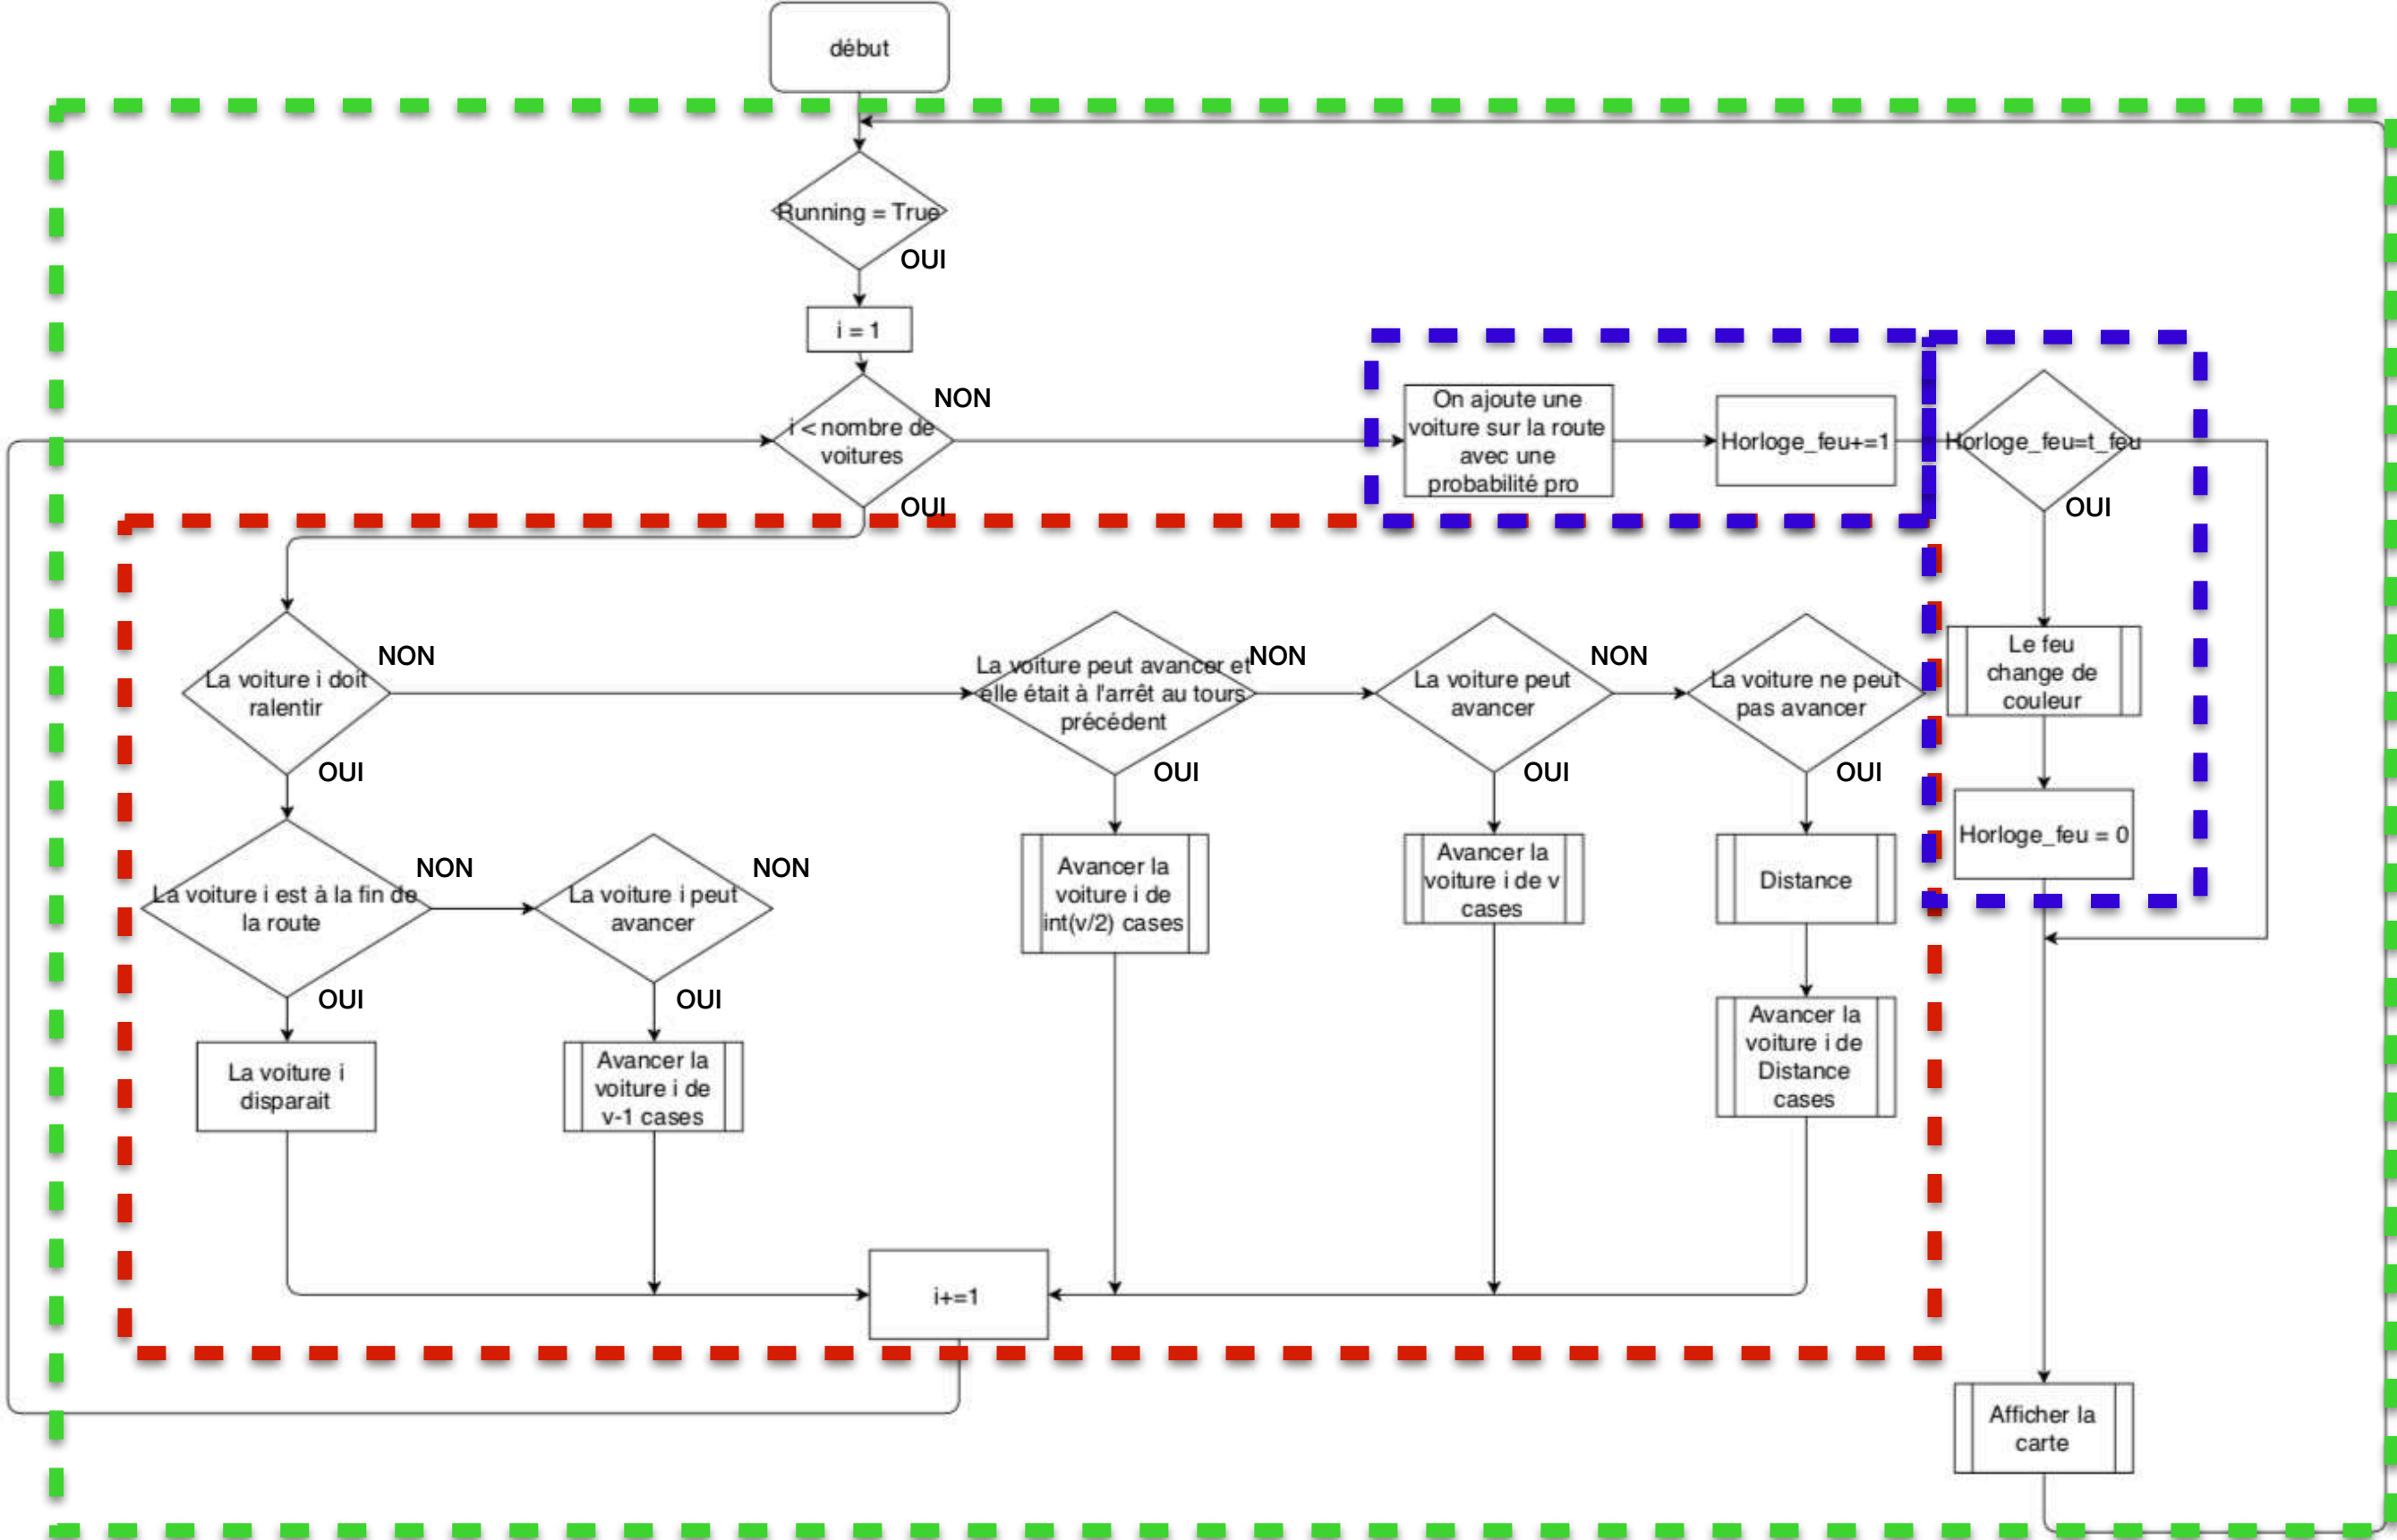 début
Running = True
OUI
i = 1
i < nombre de
voitures
NON
OUI
On ajoute une
voiture sur la route
avec une
probabilité pro
Horloge_feu+=1
Horloge_feu=t_feu
OUI
Le feu
change de
couleur
Horloge_feu = 0
La voiture i doit
ralentir
NON
OUI
La voiture peut avancer et
elle était à l'arrêt au tours
précédent
NON
OUI
La voiture peut
avancer
NON
OUI
La voiture ne peut
pas avancer
OUI
La voiture i est à la fin de
la route
NON
OUI
La voiture i peut
avancer
NON
OUI
Avancer la
voiture i de
int(v/2) cases
Avancer la
voiture i de v
cases
Distance
Avancer la
voiture i de
Distance
cases
La voiture i
disparait
Avancer la
voiture i de
v-1 cases
i+=1
Afficher la
carte